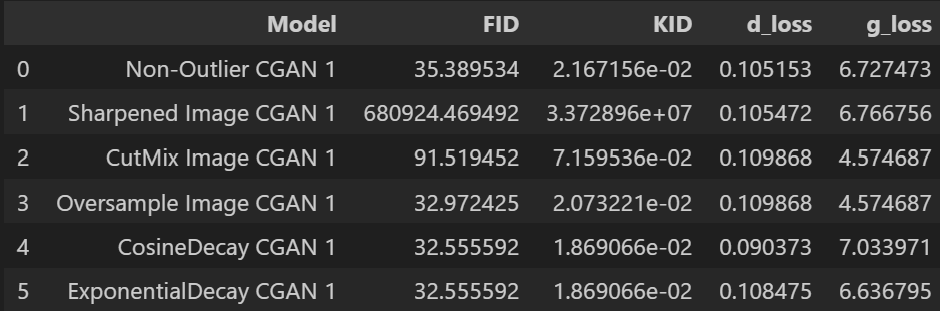 Model FID KID d_loss g_loss
0 Non-Outlier CGAN 1 35.389534 2.167156e-02 0.105153 6.727473
1 Sharpened Image CGAN 1 680924.469492 3.372896e+07 0.105472 6.766756
2 CutMix Image CGAN 1 91.519452 7.159536e-02 0.109868 4.574687
3 Oversample Image CGAN 1 32.972425 2.073221e-02 0.109868 4.574687
4 CosineDecay CGAN 1 32.555592 1.869066e-02 0.090373 7.033971
5 ExponentialDecay CGAN 1 32.555592 1.869066e-02 0.108475 6.636795